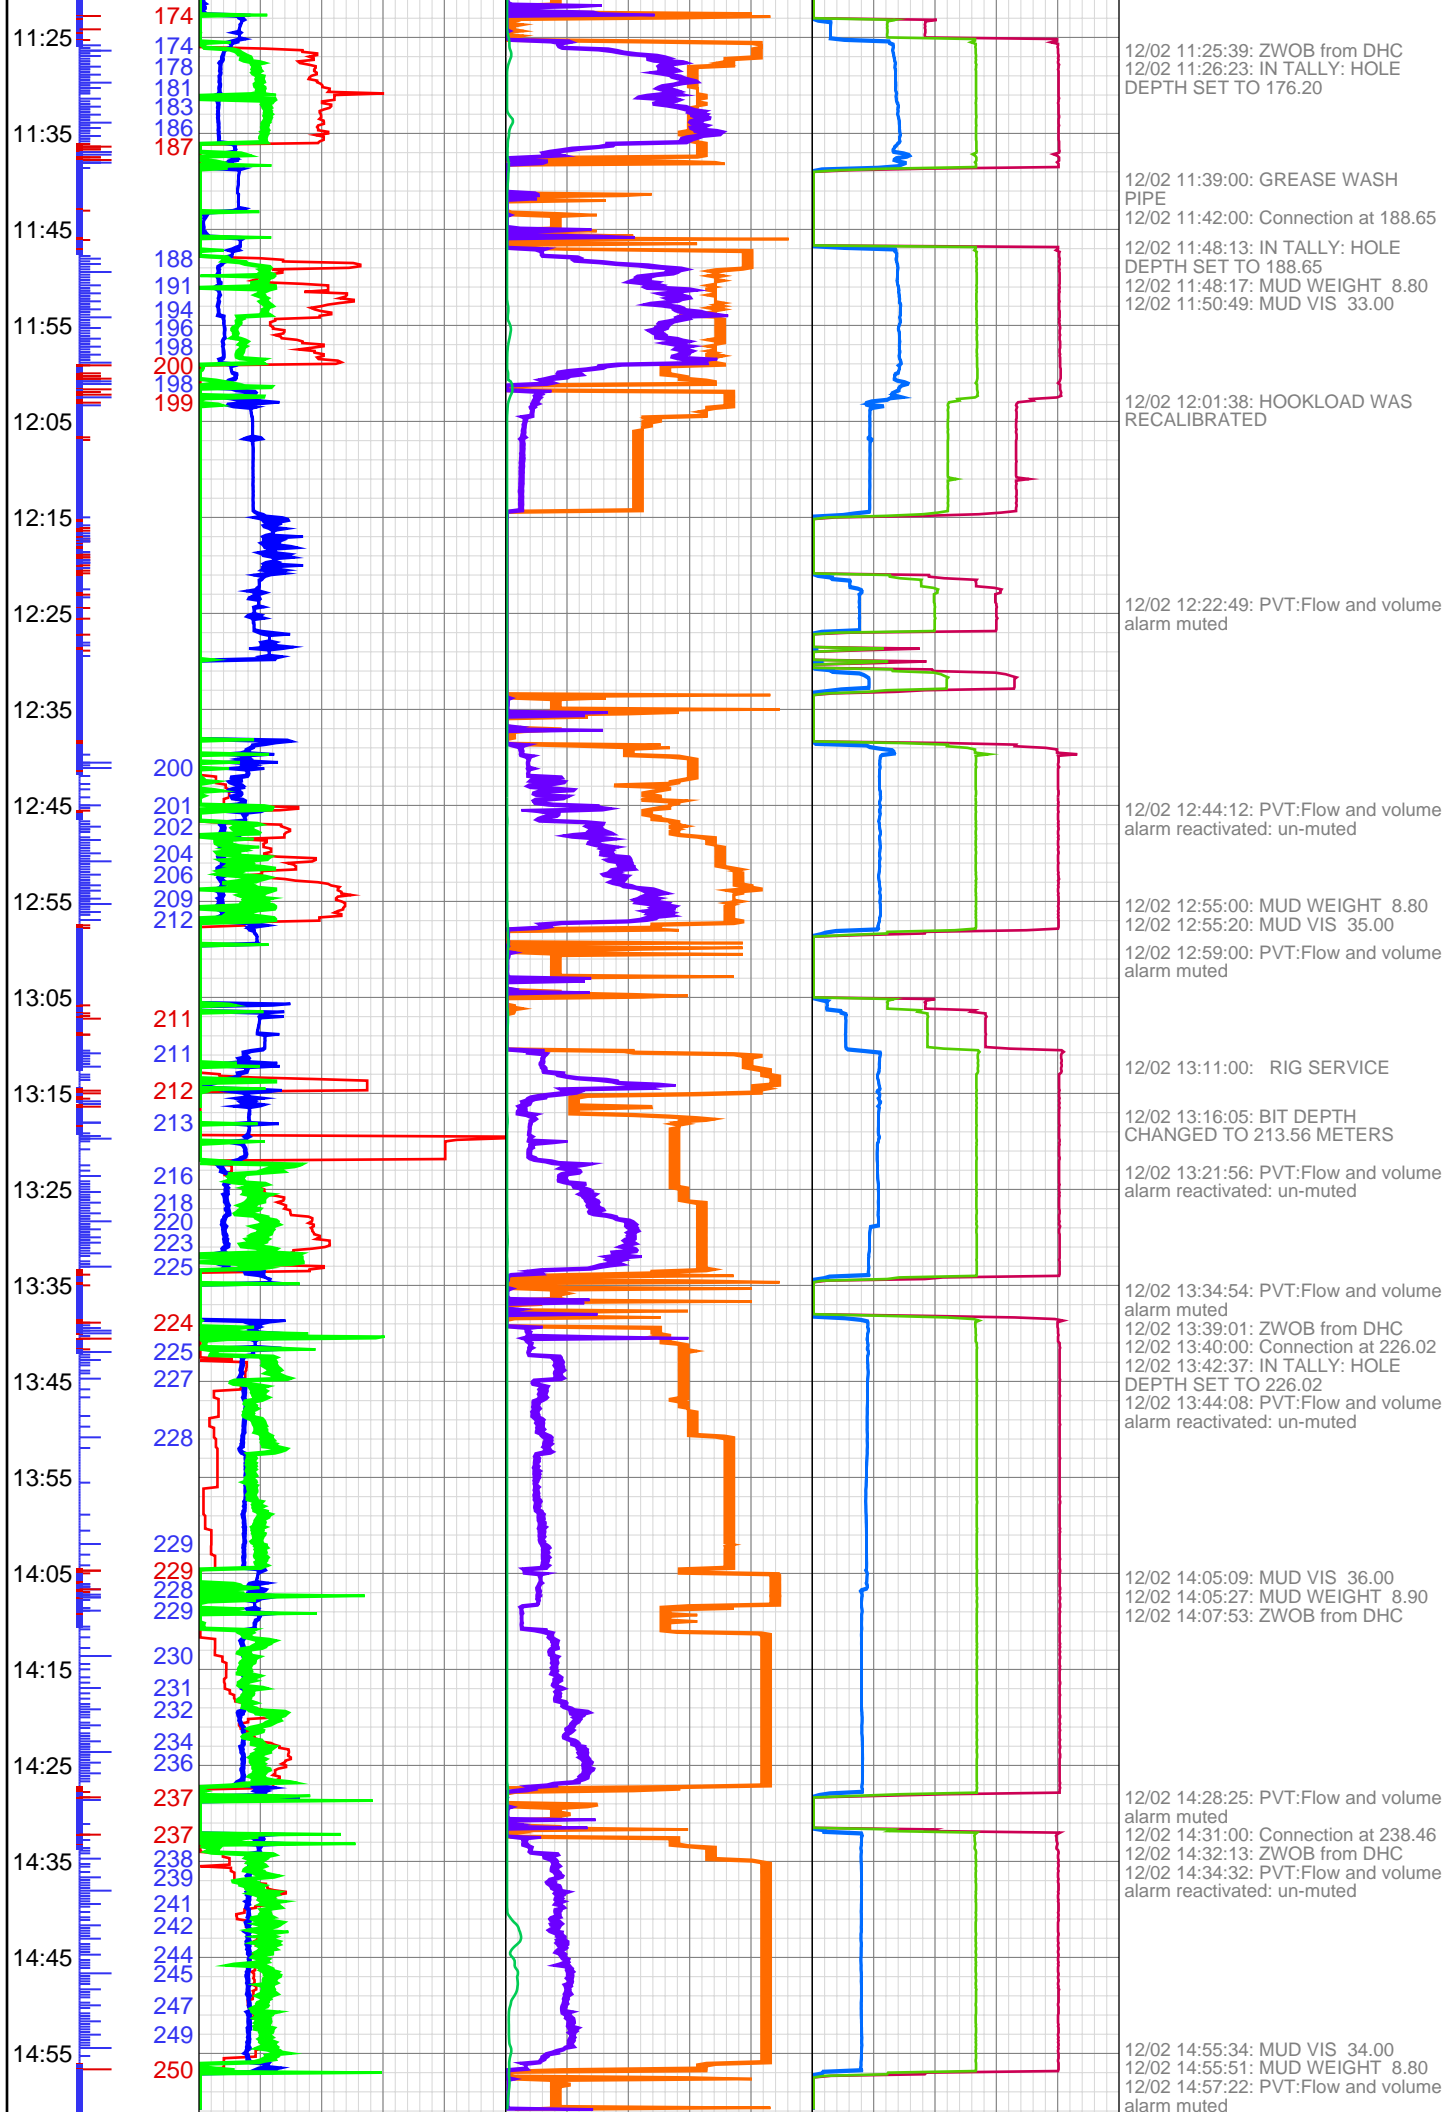 174
11:25
174
12/02 11:25:39: ZWOB from DHC
178
12/02 11:26:23: IN TALLY: HOLE
DEPTH SET TO 176.20
181
183
186
11:35
187
12/02 11:39:00: GREASE WASH
PIPE
12/02 11:42:00: Connection at 188.65
11:45
188
12/02 11:48:13: IN TALLY: HOLE
DEPTH SET TO 188.65
191
12/02 11:48:17: MUD WEIGHT  8.80
12/02 11:50:49: MUD VIS  33.00
194
11:55
196
198
200
198
199
12/02 12:01:38: HOOKLOAD WAS
RECALIBRATED
12:05
12:15
12/02 12:22:49: PVT:Flow and volume
alarm muted
12:25
12:35
200
12:45
201
12/02 12:44:12: PVT:Flow and volume
alarm reactivated: un-muted
202
204
206
209
12:55
12/02 12:55:00: MUD WEIGHT  8.80
212
12/02 12:55:20: MUD VIS  35.00
12/02 12:59:00: PVT:Flow and volume
alarm muted
13:05
211
211
12/02 13:11:00:   RIG SERVICE
13:15
212
213
12/02 13:16:05: BIT DEPTH
CHANGED TO 213.56 METERS
216
12/02 13:21:56: PVT:Flow and volume
alarm reactivated: un-muted
13:25
218
220
223
225
13:35
12/02 13:34:54: PVT:Flow and volume
alarm muted
224
12/02 13:39:01: ZWOB from DHC
225
12/02 13:40:00: Connection at 226.02
12/02 13:42:37: IN TALLY: HOLE
DEPTH SET TO 226.02
13:45
227
12/02 13:44:08: PVT:Flow and volume
alarm reactivated: un-muted
228
13:55
229
14:05
229
12/02 14:05:09: MUD VIS  36.00
228
12/02 14:05:27: MUD WEIGHT  8.90
229
12/02 14:07:53: ZWOB from DHC
230
14:15
231
232
234
14:25
236
237
12/02 14:28:25: PVT:Flow and volume
alarm muted
237
12/02 14:31:00: Connection at 238.46
12/02 14:32:13: ZWOB from DHC
14:35
238
12/02 14:34:32: PVT:Flow and volume
alarm reactivated: un-muted
239
241
242
14:45
244
245
247
249
14:55
12/02 14:55:34: MUD VIS  34.00
250
12/02 14:55:51: MUD WEIGHT  8.80
12/02 14:57:22: PVT:Flow and volume
alarm muted